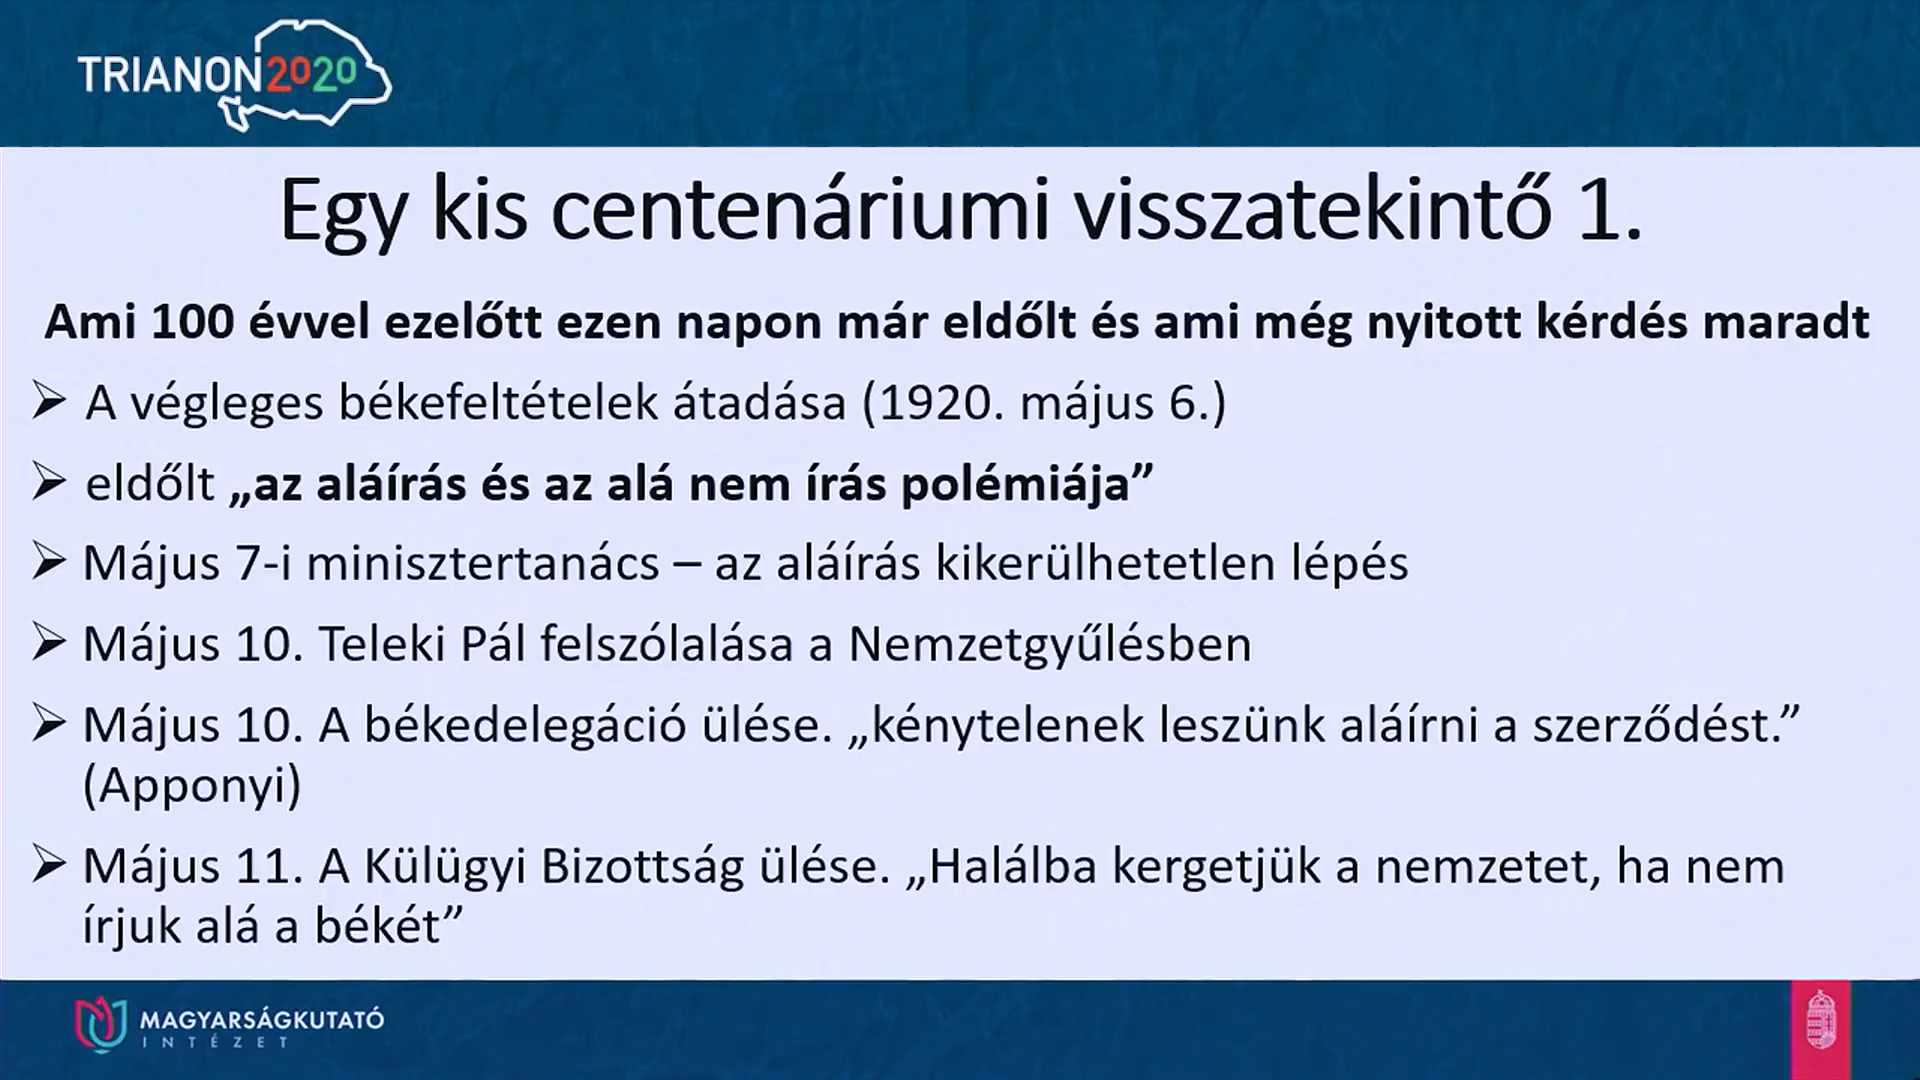 TRIANON2020
Egy kis centenáriumi visszatekintő 1.
Ami 100 évvel ezelőtt ezen napon már eldőlt és ami még nyitott kérdés maradt
➢ A végleges békefeltételek átadása (1920. május 6.)
➢ eldőlt „az aláírás és az alá nem írás polémiája”
➢ Május 7-i minisztertanács – az aláírás kikerülhetetlen lépés
➢ Május 10. Teleki Pál felszólalása a Nemzetgyűlésben
➢ Május 10. A békedelegáció ülése. „kénytelenek leszünk aláírni a szerződést.”
(Apponyi)
➢ Május 11. A Külügyi Bizottság ülése. „Halálba kergetjük a nemzetet, ha nem
írjuk alá a békét”
MAGYARSÁGKUTATÓ
INTÉZET